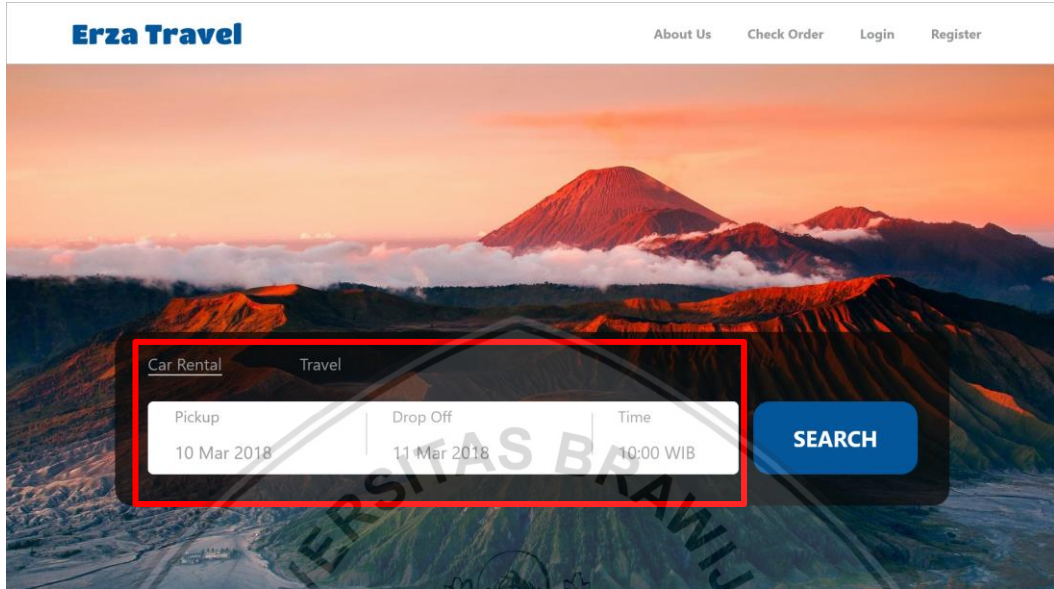 Erza Travel
About Us Check Order Login Register
Car Rental Travel
Pickup Drop Off Time
10 Mar 2018 11 Mar 2018 10:00 WIB
SEARCH
ERSITAS BRAWIJ